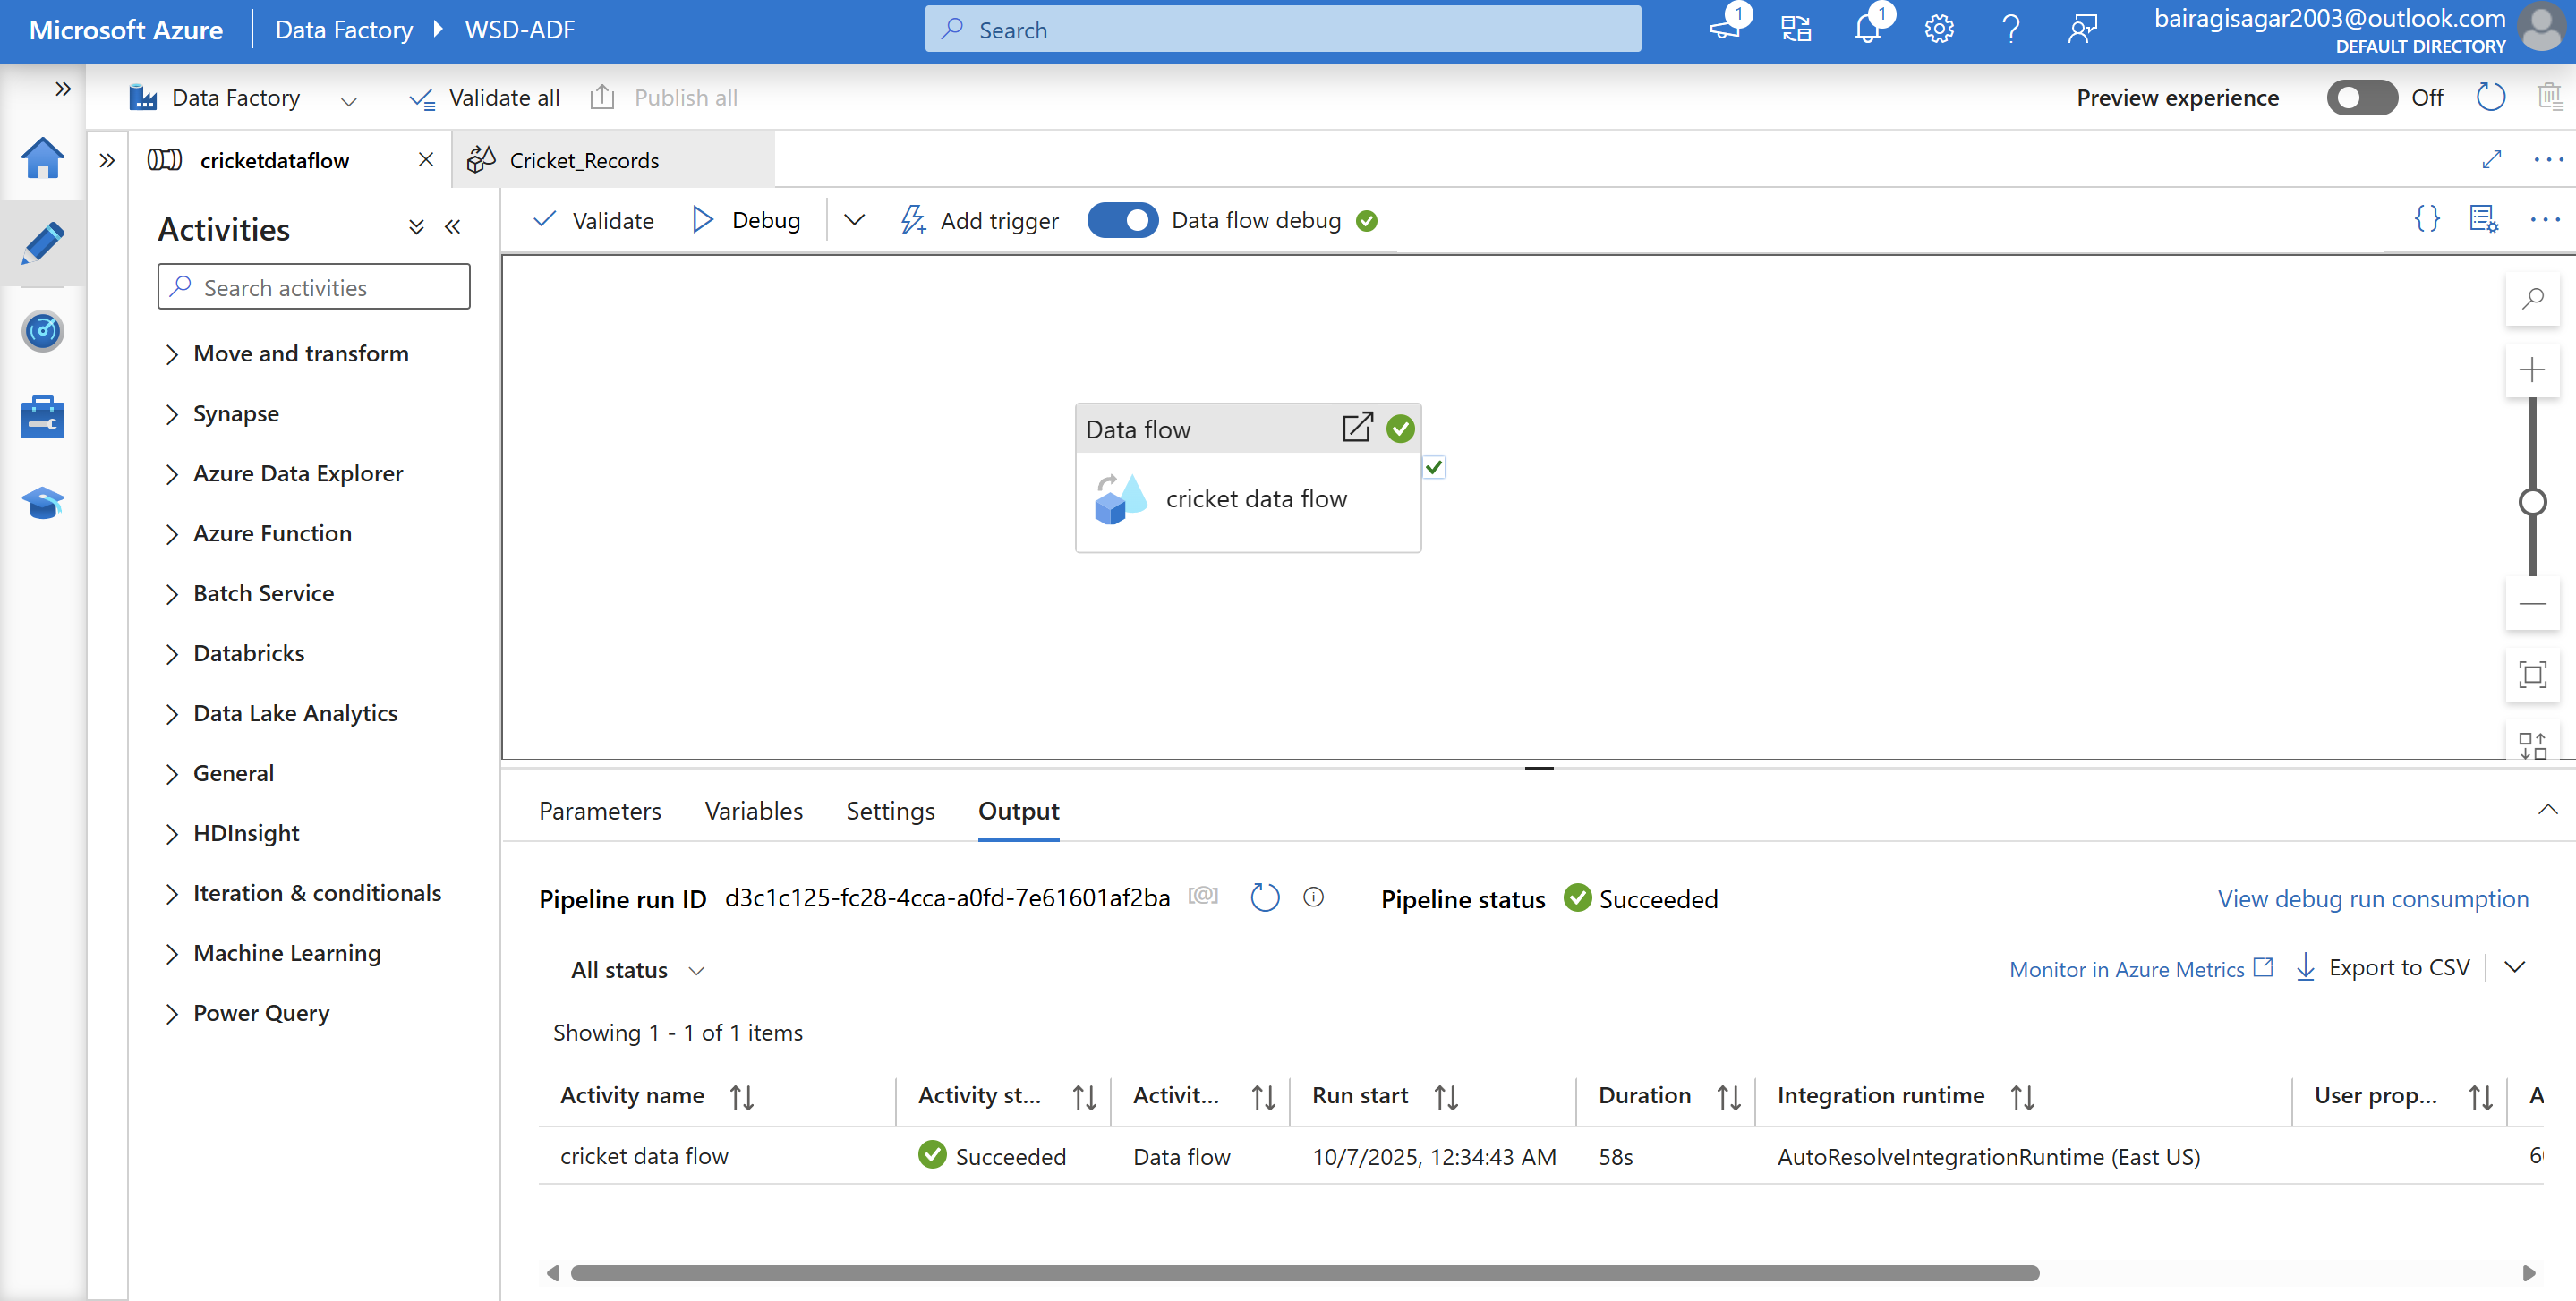 Microsoft Azure
Data Factory
WSD-ADF
Search
1
1
bairagisagar2003@outlook.com
DEFAULT DIRECTORY
Data Factory
Validate all
Publish all
Preview experience
Off
cricketdataflow
Cricket_Records
Activities
Search activities
Move and transform
Synapse
Azure Data Explorer
Azure Function
Batch Service
Databricks
Data Lake Analytics
General
HDInsight
Iteration & conditionals
Machine Learning
Power Query
Validate
Debug
Add trigger
Data flow debug
Data flow
cricket data flow
Parameters
Variables
Settings
Output
Pipeline run ID d3c1c125-fc28-4cca-a0fd-7e61601af2ba
Pipeline status Succeeded
View debug run consumption
All status
Monitor in Azure Metrics
Export to CSV
Showing 1 - 1 of 1 items
Activity name Activity st... Activit... Run start Duration Integration runtime User prop... A
cricket data flow Succeeded Data flow 10/7/2025, 12:34:43 AM 58s AutoResolveIntegrationRuntime (East US)